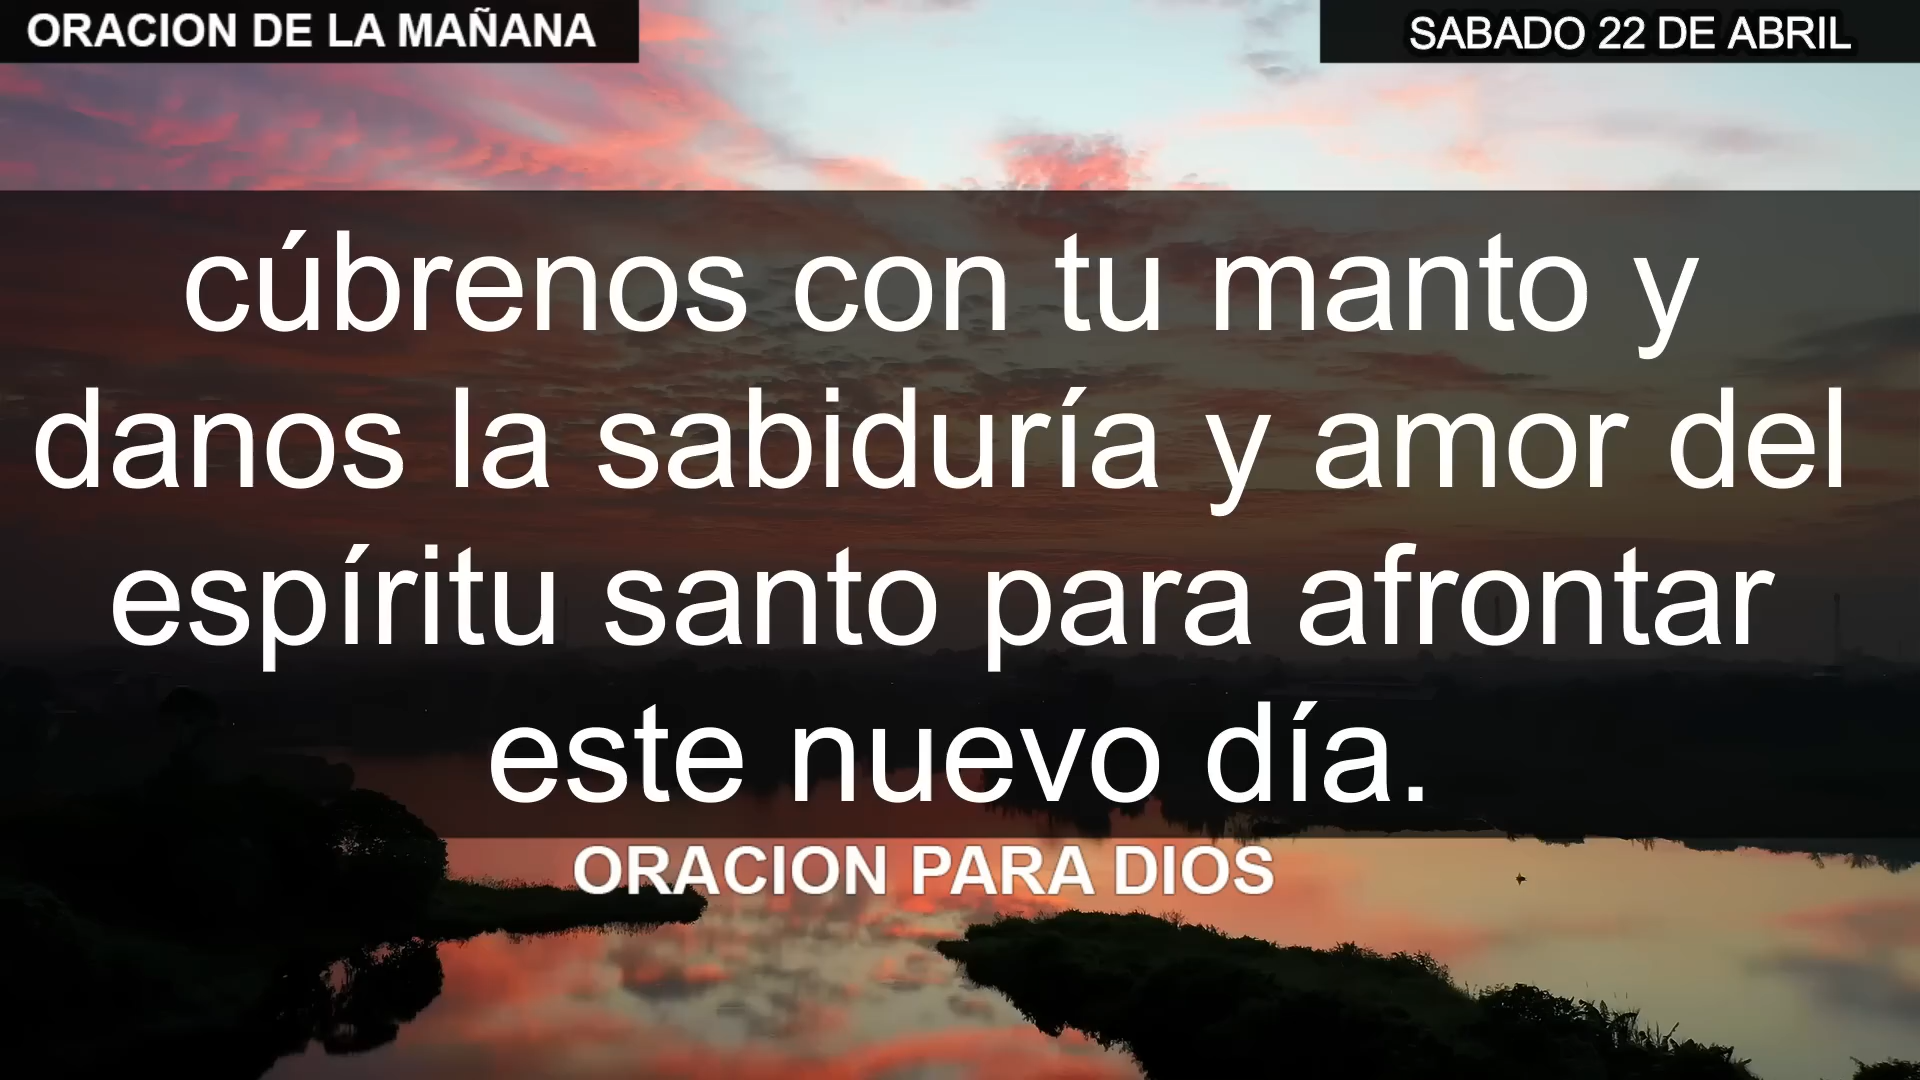 ORACION DE LA MAÑANA
SABADO 22 DE ABRIL
cúbrenos con tu manto y
danos la sabiduría y amor del
espíritu santo para afrontar
este nuevo día.
ORACION PARA DIOS